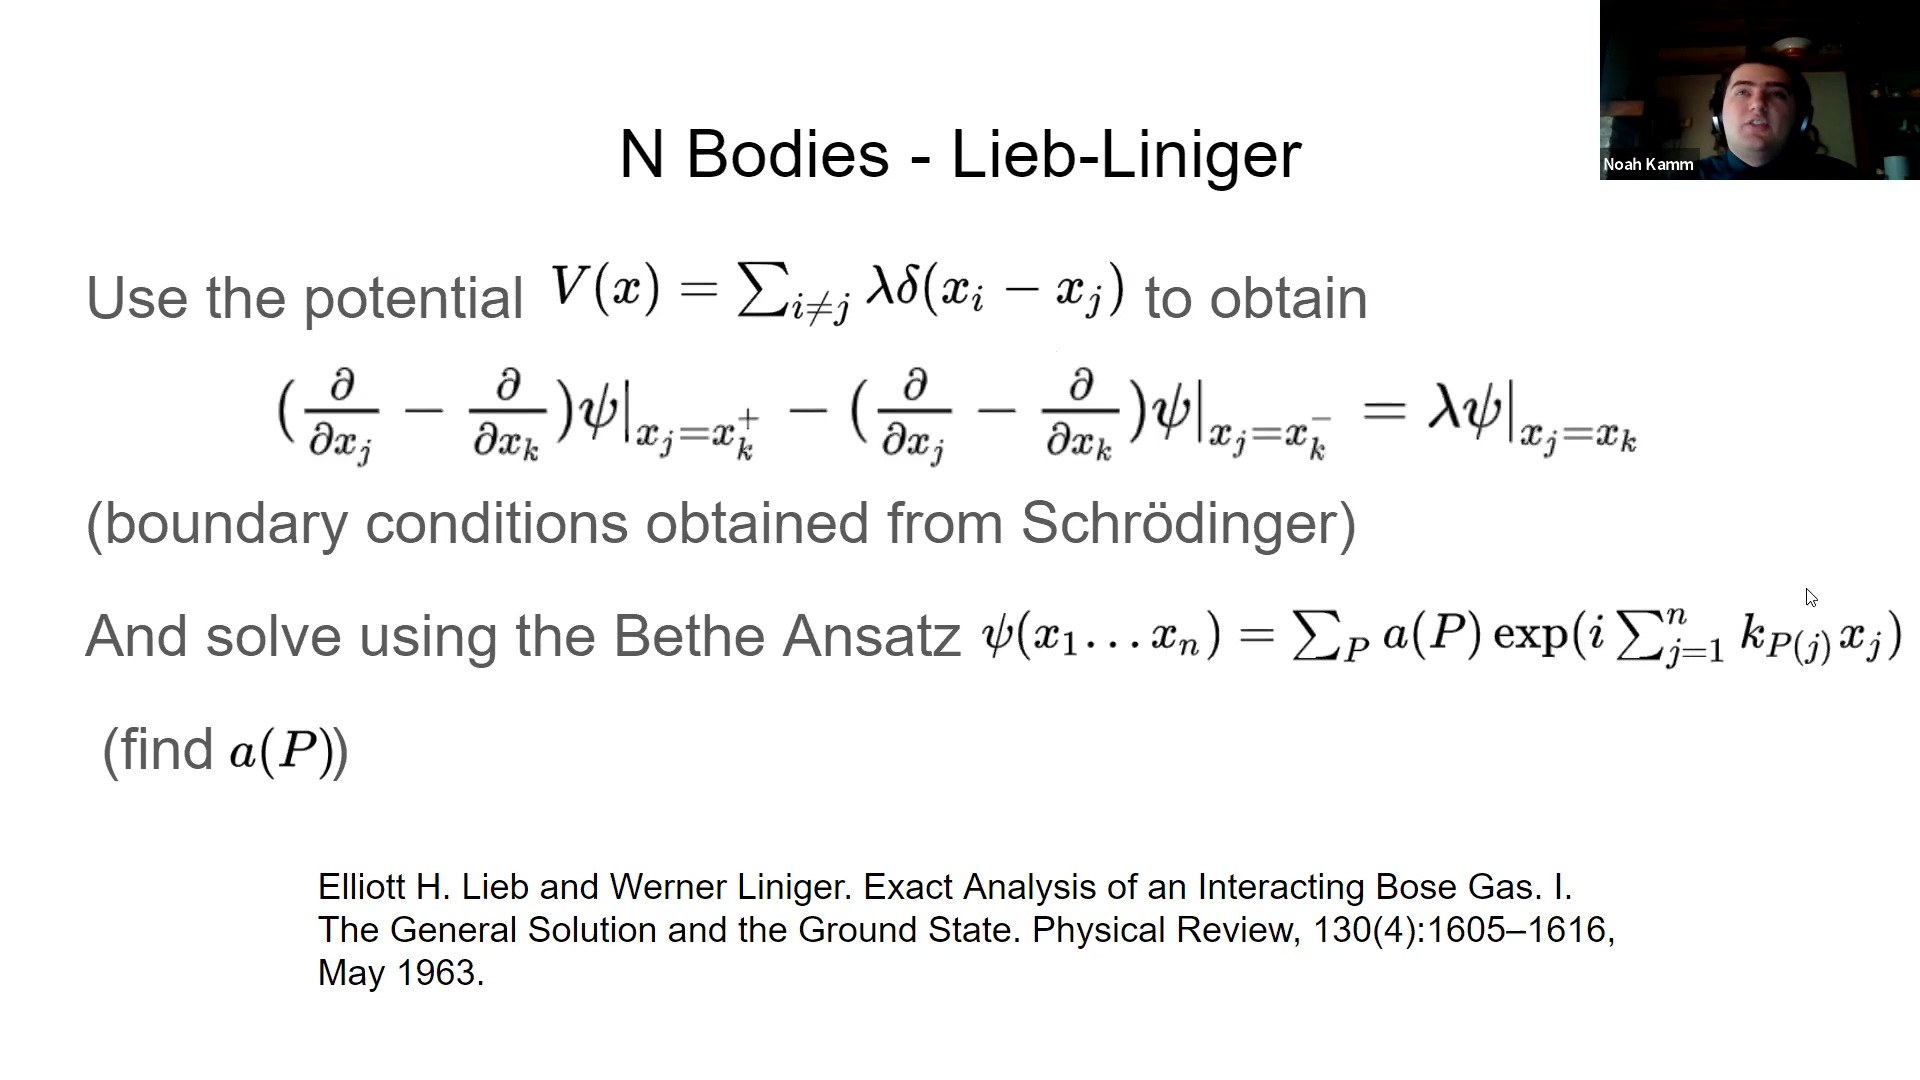 N Bodies - Lieb-Liniger
Noah Kamm
Use the potential V(x) = ∑_{i≠j} λδ(x_i − x_j) to obtain
(∂/∂x_j − ∂/∂x_k)ψ|_{x_j=x_k^+} − (∂/∂x_j − ∂/∂x_k)ψ|_{x_j=x_k^−} = λψ|_{x_j=x_k}
(boundary conditions obtained from Schrödinger)
And solve using the Bethe Ansatz ψ(x_1…x_n) = ∑_P a(P) exp(i ∑_{j=1}^n k_{P(j)} x_j)
(find a(P))
Elliott H. Lieb and Werner Liniger. Exact Analysis of an Interacting Bose Gas. I.
The General Solution and the Ground State. Physical Review, 130(4):1605–1616,
May 1963.